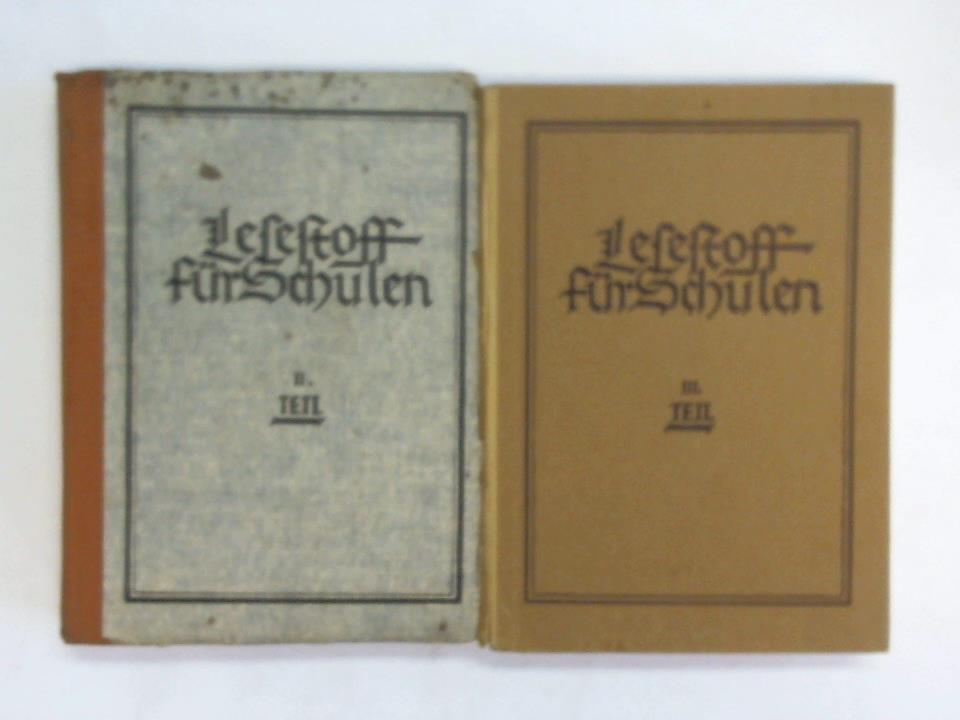 Lesestoff
für Schulen
II.
TEIL
Lesestoff
für Schulen
III.
TEIL